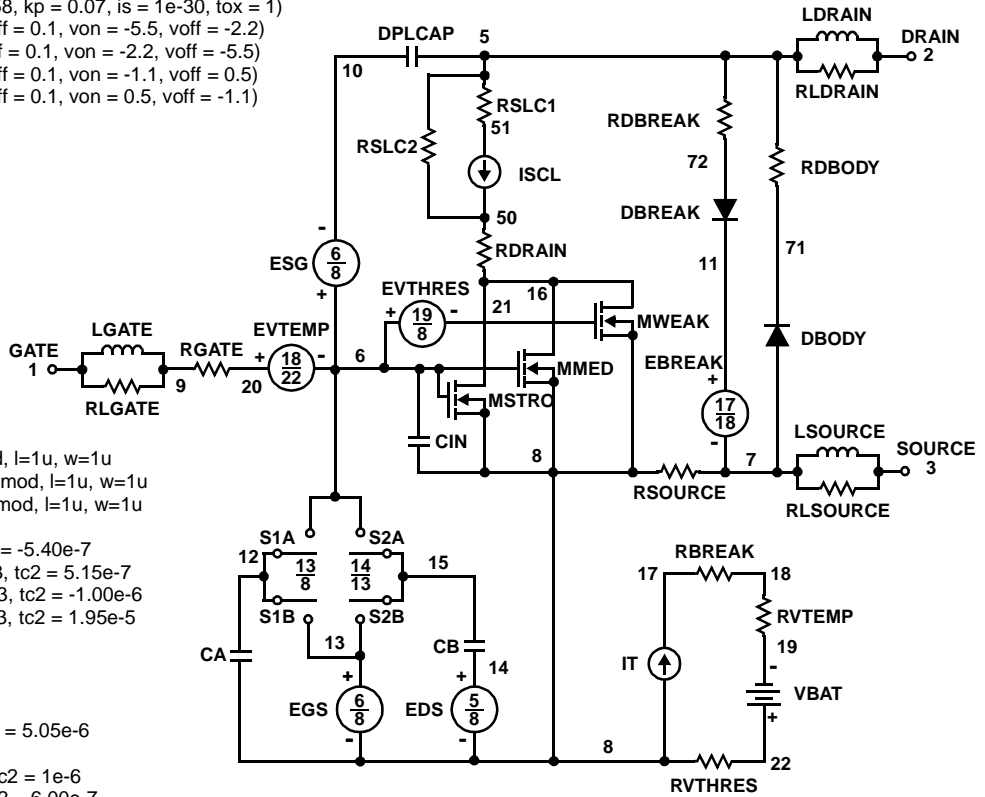 68, kp = 0.07, is = 1e-30, tox = 1)
off = 0.1, von = -5.5, voff = -2.2)
= 0.1, von = -2.2, voff = -5.5)
ff = 0.1, von = -1.1, voff = 0.5)
ff = 0.1, von = 0.5, voff = -1.1)
LDRAIN
DRAIN
2
RLDRAIN
DPLCAP
5
10
RSLC1
51
RSLC2
ISCL
50
RDRAIN
RDBREAK
72
RDBODY
DBREAK
71
11
-
ESG
6
8
+
EVTHRES
+
19
8
-
16
21
MWEAK
LGATE
GATE
1
RLGATE
9
RGATE
20
EVTEMP
+
18
22
-
6
MMED
MSTRO
EBREAK
+
17
18
-
DBODY
CIN
8
7
LSOURCE
SOURCE
3
RSOURCE
RLSOURCE
, l=1u, w=1u
mod, l=1u, w=1u
mod, l=1u, w=1u
= -5.40e-7
, tc2 = 5.15e-7
3, tc2 = -1.00e-6
3, tc2 = 1.95e-5
S1A
S2A
12
13
8
14
13
15
S1B
S2B
13
CA
CB
+
EGS
6
8
-
14
+
EDS
5
8
-
RBREAK
17
18
RVTEMP
19
IT
-
VBAT
+
8
22
RVTHRES
= 5.05e-6
c2 = 1e-6